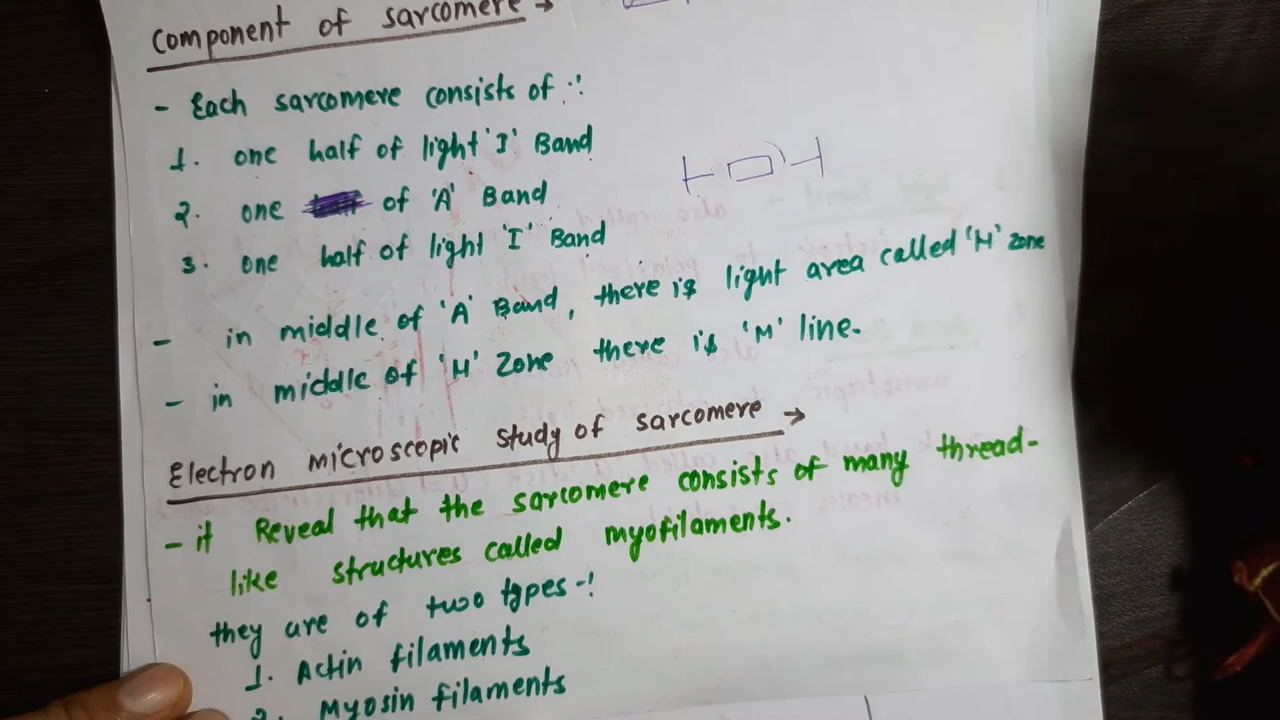 Component of sarcomere →
- Each sarcomere consists of :-
1. one half of light 'I' Band
2. one of 'A' Band
3. one half of light 'I' Band
- in middle of 'A' Band, there is light area called 'H' zone
- in middle of 'H' Zone there is 'M' line.
Electron microscopic study of sarcomere →
- it Reveal that the sarcomere consists of many thread-
like structures called myofilaments.
they are of two types -!
1. Actin filaments
2. Myosin filaments